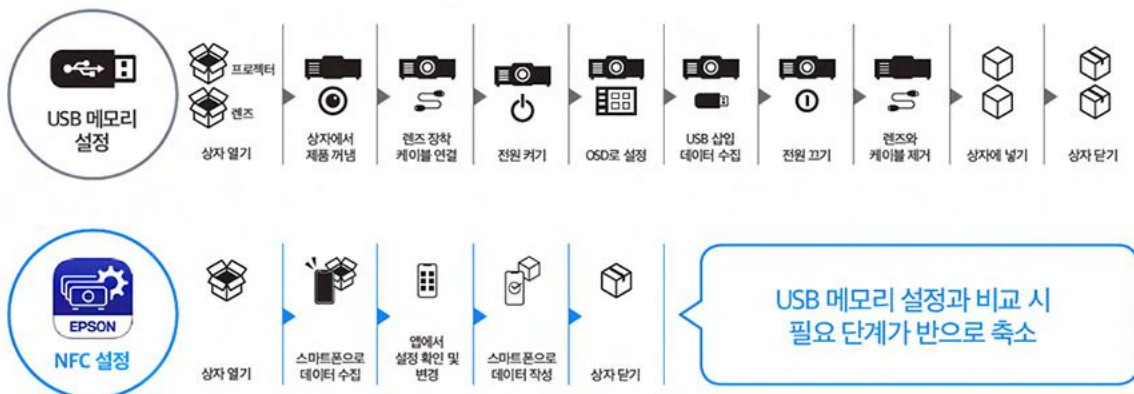 USB 메모리
설정
프로젝터
렌즈
상자 열기
상자에서
제품 꺼냄
렌즈 장착
케이블 연결
전원 켜기
OSD로 설정
USB 삽입
데이터 수집
전원 끄기
렌즈와
케이블 제거
상자에 넣기
상자 닫기
EPSON
NFC 설정
상자 열기
스마트폰으로
데이터 수집
앱에서
설정 확인 및
변경
스마트폰으로
데이터 작성
상자 닫기
USB 메모리 설정과 비교 시
필요 단계가 반으로 축소